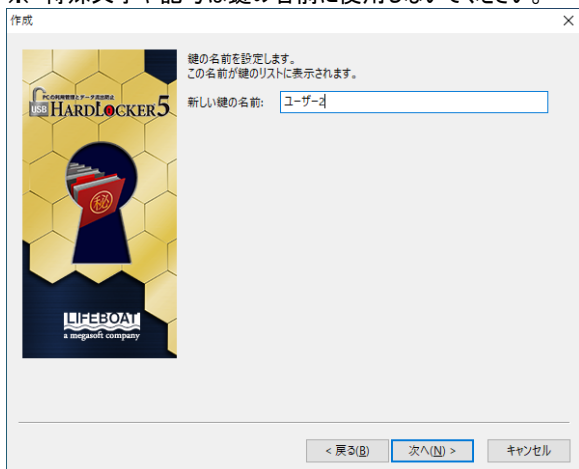 ※ 特殊文字や記号は鍵の名前に使用しないでください。
作成
鍵の名前を設定します。
この名前が鍵のリストに表示されます。
PCの利用管理とデータ流出防止
USB HARDLOCKER5
新しい鍵の名前: ユーザー2
秘
LIFEBOAT
a megasoft company
< 戻る(B) 次へ(N) > キャンセル